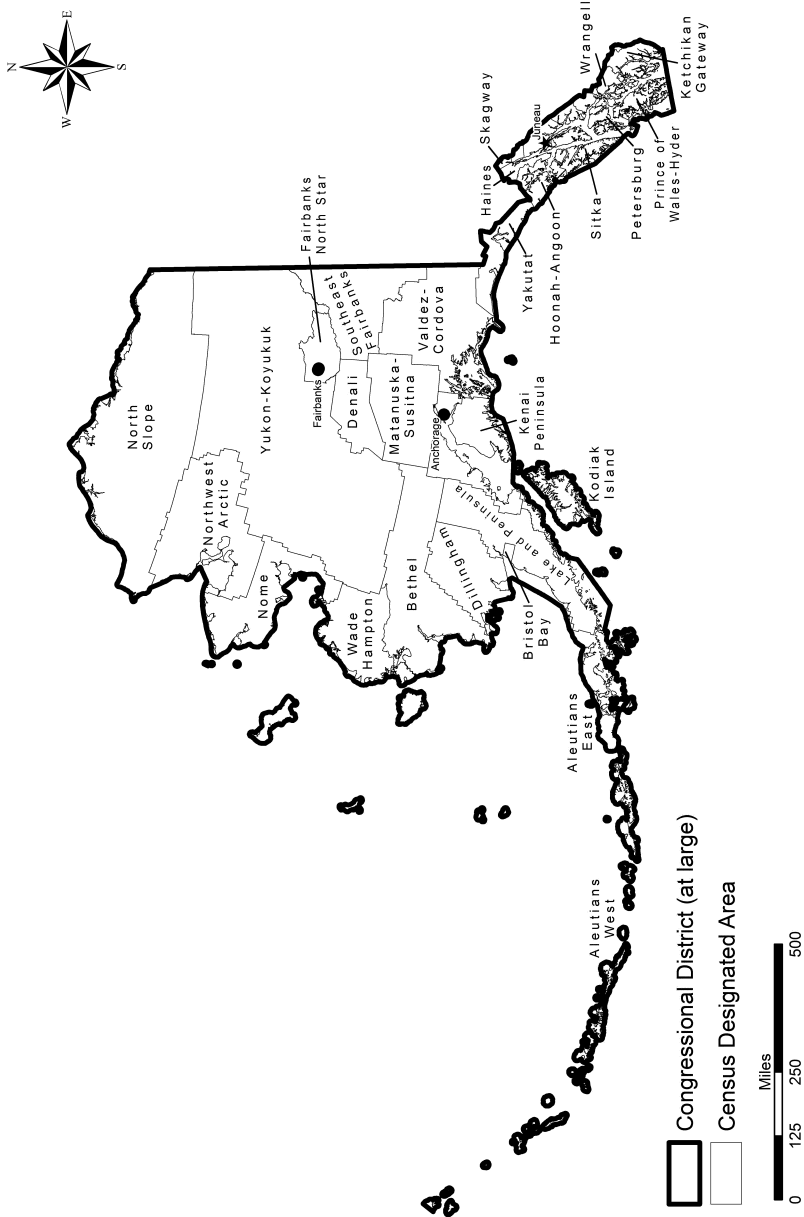 N
E
S
W
North
Slope
Northwest
Arctic
Yukon-Koyukuk
Nome
Fairbanks
North Star
Fairbanks
Southeast
Fairbanks
Denali
Matanuska-
Susitna
Valdez-
Cordova
Anchorage
Kenai
Peninsula
Wade
Hampton
Bethel
Dillingham
Lake and Peninsula
Bristol
Bay
Kodiak
Island
Aleutians
East
Aleutians
West
Yakutat
Haines
Skagway
Juneau
Hoonah-Angoon
Sitka
Petersburg
Wrangell
Prince of
Wales-Hyder
Ketchikan
Gateway
Congressional District (at large)
Census Designated Area
Miles
0 125 250 500